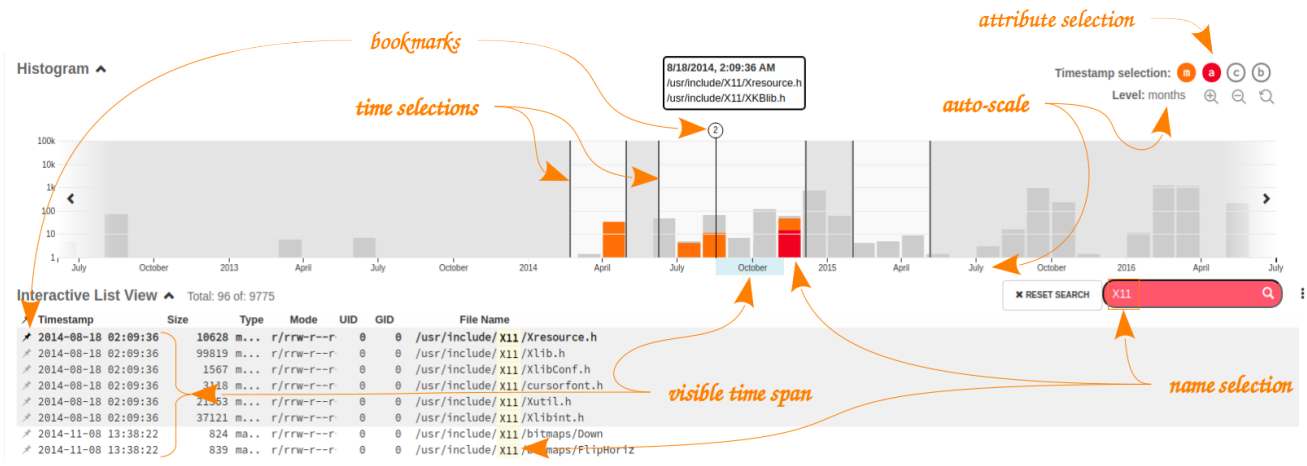 attribute selection
bookmarks
Histogram
8/18/2014, 2:09:36 AM
/usr/include/X11/Xresource.h
/usr/include/X11/XKBlib.h
Timestamp selection: m a c b
Level: months
time selections
auto-scale
2
100k
10k
1k
100
10
1
July October 2013 April July October 2014 April July October 2015 April July October 2016 April July
Interactive List View Total: 96 of: 9775
× RESET SEARCH X11
Timestamp Size Type Mode UID GID File Name
2014-08-18 02:09:36 10628 m... r/rrw-r--r- 0 0 /usr/include/X11/Xresource.h
2014-08-18 02:09:36 99819 m... r/rrw-r--r- 0 0 /usr/include/X11/Xlib.h
2014-08-18 02:09:36 1567 m... r/rrw-r--r- 0 0 /usr/include/X11/XlibConf.h
2014-08-18 02:09:36 3118 m... r/rrw-r--r- 0 0 /usr/include/X11/cursorfont.h
2014-08-18 02:09:36 m... r/rrw-r--r- 0 0 /usr/include/X11/Xutil.h
2014-08-18 02:09:36 37121 m... r/rrw-r--r- 0 0 /usr/include/X11/Xlibint.h
2014-11-08 13:38:22 824 ma.. r/rrw-r--r- 0 0 /usr/include/X11/bitmaps/Down
2014-11-08 13:38:22 839 ma.. r/rrw-r--r- 0 0 /usr/include/X11/bitmaps/FlipHoriz
visible time span
name selection